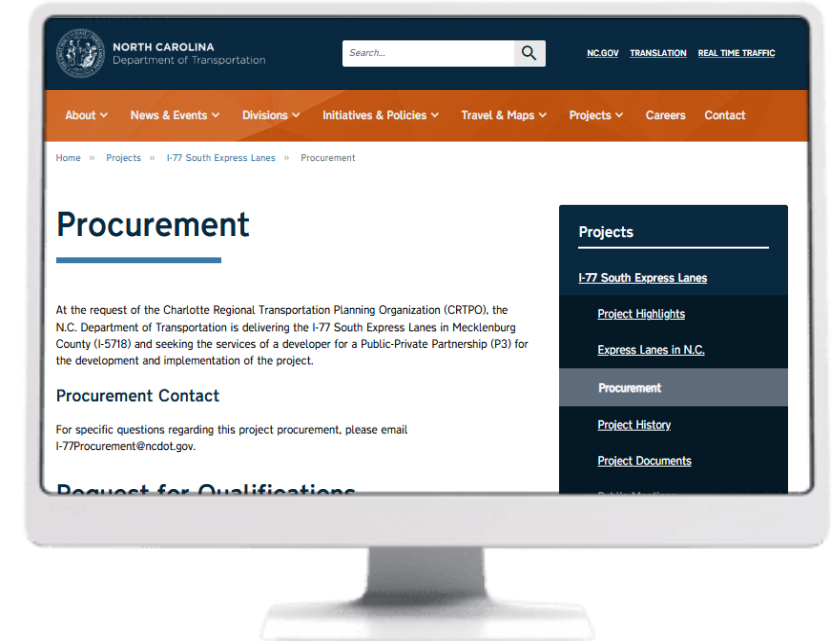 NORTH CAROLINA
Department of Transportation
Search...
NC.GOV TRANSLATION REAL TIME TRAFFIC
About News & Events Divisions Initiatives & Policies Travel & Maps Projects Careers Contact
Home » Projects » I-77 South Express Lanes » Procurement
Procurement
At the request of the Charlotte Regional Transportation Planning Organization (CRTPO), the
N.C. Department of Transportation is delivering the I-77 South Express Lanes in Mecklenburg
County (I-5718) and seeking the services of a developer for a Public-Private Partnership (P3) for
the development and implementation of the project.
Procurement Contact
For specific questions regarding this project procurement, please email
I-77Procurement@ncdot.gov.
Request for Qualifications
Projects
I-77 South Express Lanes
Project Highlights
Express Lanes in N.C.
Procurement
Project History
Project Documents
Public Meetings